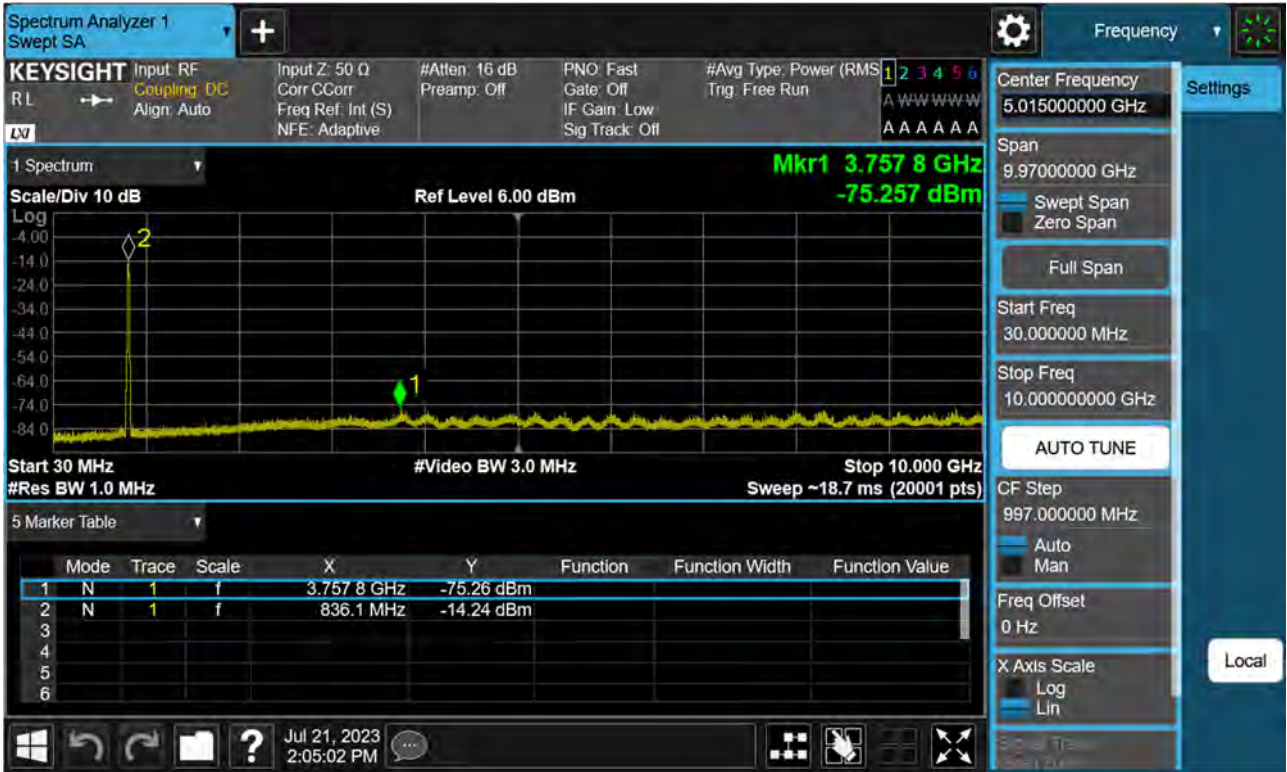 Spectrum Analyzer 1
Swept SA
+
Frequency
KEYSIGHT
RL
LXI
Input: RF
Coupling: DC
Align: Auto
Input Z: 50 Ω
Corr CCorr
Freq Ref: Int (S)
NFE: Adaptive
#Atten: 16 dB
Preamp: Off
PNO: Fast
Gate: Off
IF Gain: Low
Sig Track: Off
#Avg Type: Power (RMS
Trig: Free Run
1 2 3 4 5 6
A W W W W W
A A A A A A
Center Frequency
5.015000000 GHz
Settings
Span
9.97000000 GHz
Swept Span
Zero Span
Full Span
Start Freq
30.000000 MHz
Stop Freq
10.000000000 GHz
AUTO TUNE
CF Step
997.000000 MHz
Auto
Man
Freq Offset
0 Hz
X Axis Scale
Log
Lin
Local
1 Spectrum
Mkr1 3.757 8 GHz
Scale/Div 10 dB
Ref Level 6.00 dBm
-75.257 dBm
Log
-4.00
-14.0
-24.0
-34.0
-44.0
-54.0
-64.0
-74.0
-84.0
2
1
Start 30 MHz
#Video BW 3.0 MHz
Stop 10.000 GHz
#Res BW 1.0 MHz
Sweep ~18.7 ms (20001 pts)
5 Marker Table
Mode Trace Scale X Y Function Function Width Function Value
1 N 1 f 3.757 8 GHz -75.26 dBm
2 N 1 f 836.1 MHz -14.24 dBm
3
4
5
6
?
Jul 21, 2023
2:05:02 PM